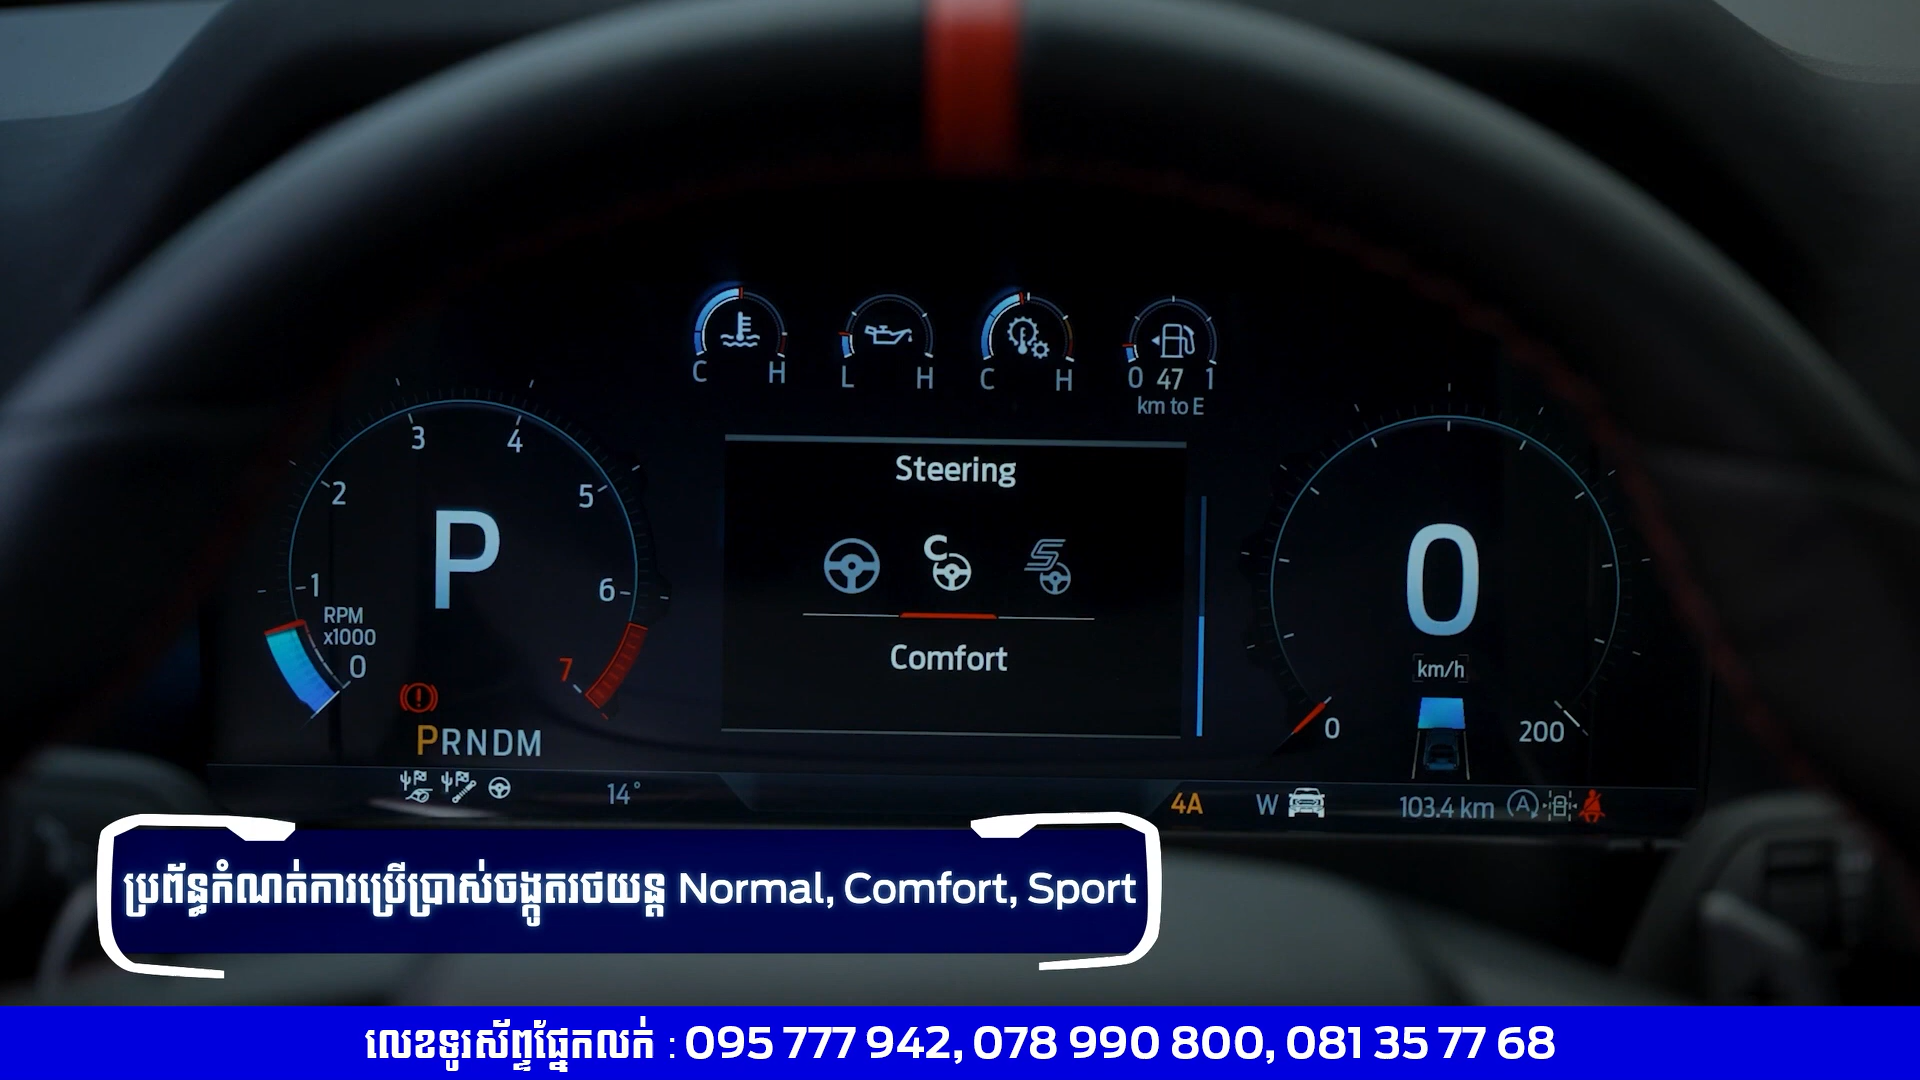 C H
L H
C H
0 47 1
km to E
3 4
2 5
1 6
RPM
x1000
0 7
P
PRNDM
14°
Steering
C S
Comfort
0
km/h
0 200
4A W 103.4 km A
ប្រព័ន្ធកំណត់ការប្រើប្រាស់ចង្កូតរថយន្ត Normal, Comfort, Sport
លេខទូរស័ព្ទផ្នែកលក់ : 095 777 942, 078 990 800, 081 35 77 68